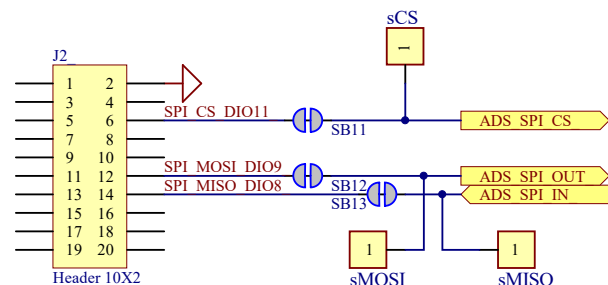 sCS
1
J2
1 2
3 4
5 6
7 8
9 10
11 12
13 14
15 16
17 18
19 20
Header 10X2
SPI_CS_DIO11
SB11
ADS_SPI_CS
SPI_MOSI_DIO9
SB12
ADS_SPI_OUT
SPI_MISO_DIO8
SB13
ADS_SPI_IN
1
sMOSI
1
sMISO